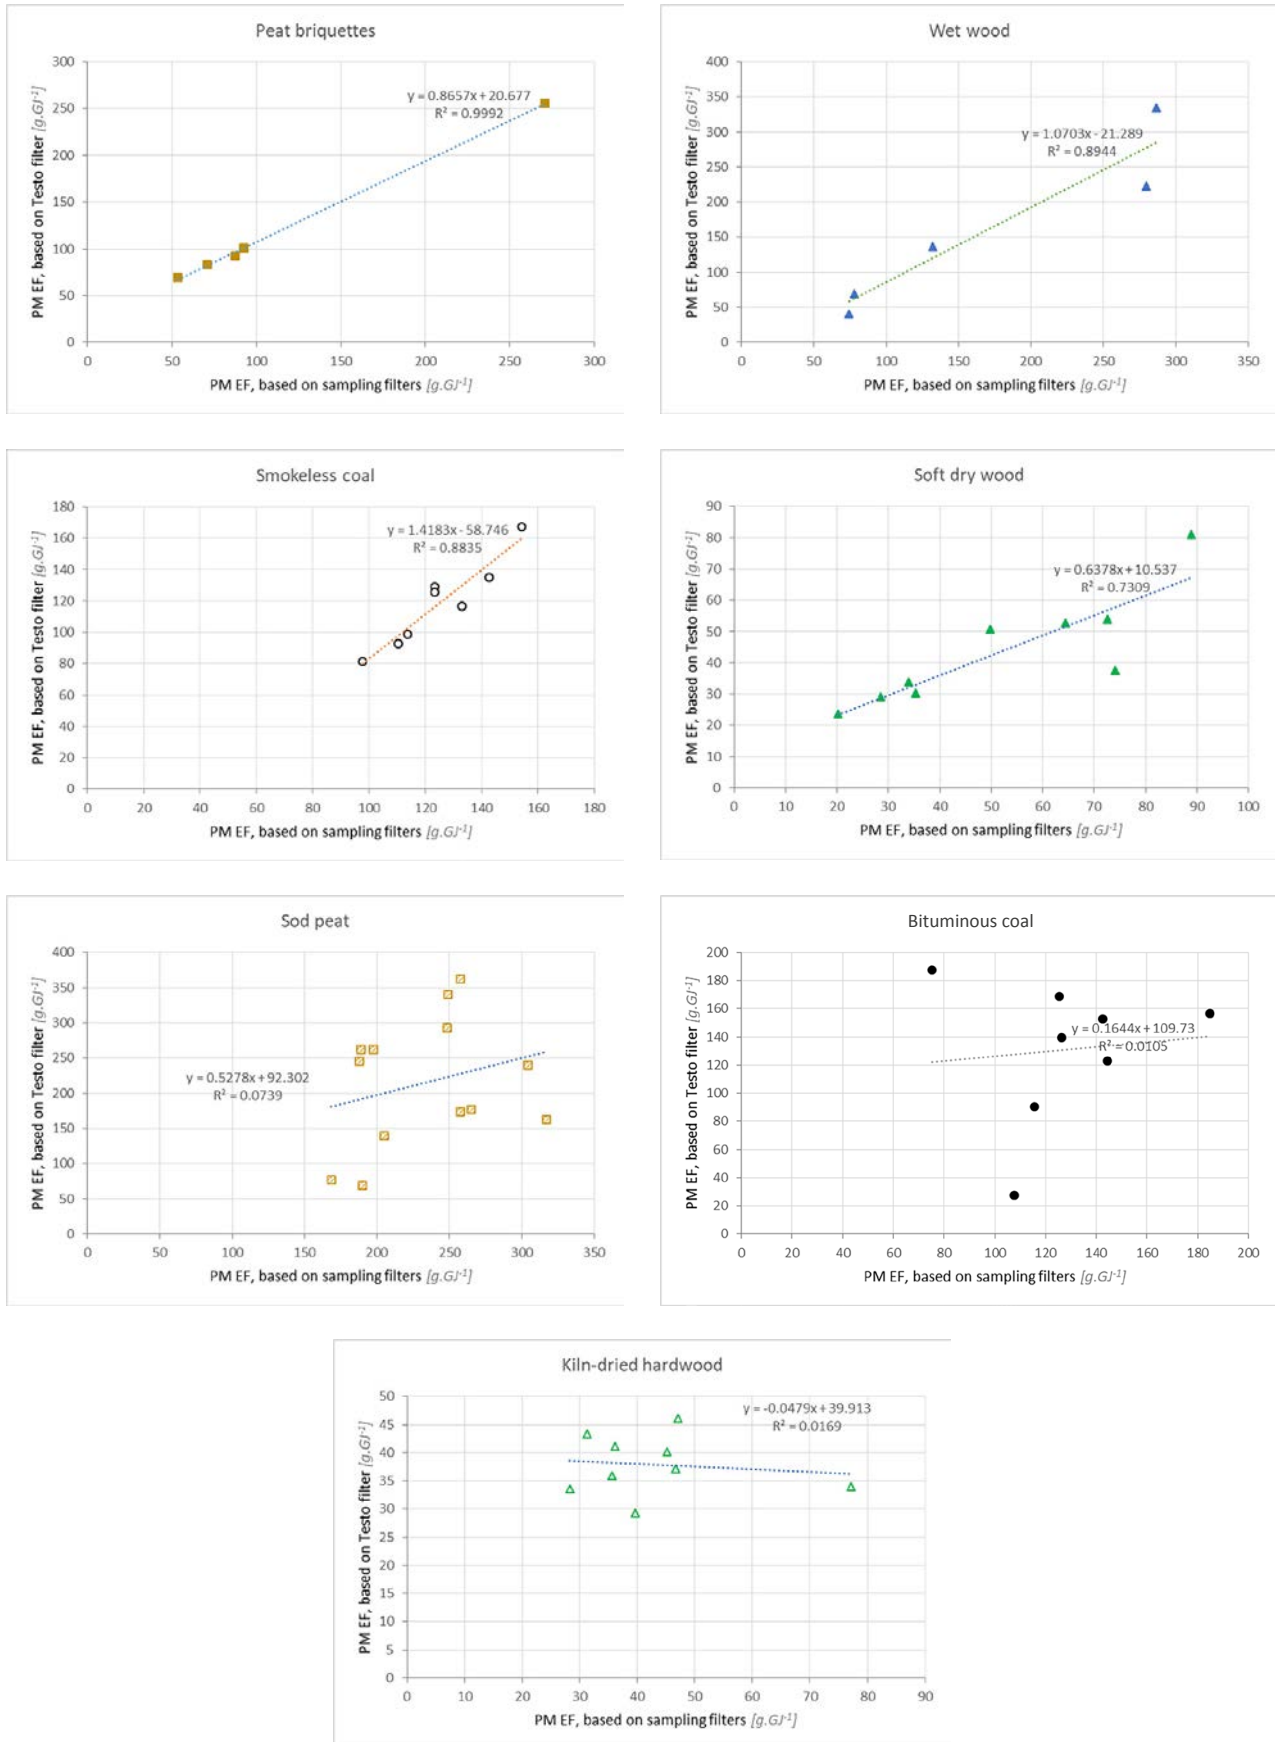 Peat briquettes
300
250
200
150
100
50
0
PM EF, based on Testo filter [g.GJ⁻¹]
y = 0.8657x + 20.677
R² = 0.9992
0 50 100 150 200 250 300
PM EF, based on sampling filters [g.GJ⁻¹]
Wet wood
400
350
300
250
200
150
100
50
0
PM EF, based on Testo filter [g.GJ⁻¹]
y = 1.0703x - 21.289
R² = 0.8944
0 50 100 150 200 250 300 350
PM EF, based on sampling filters [g.GJ⁻¹]
Smokeless coal
180
160
140
120
100
80
60
40
20
0
PM EF, based on Testo filter [g.GJ⁻¹]
y = 1.4183x - 58.746
R² = 0.8835
0 20 40 60 80 100 120 140 160 180
PM EF, based on sampling filters [g.GJ⁻¹]
Soft dry wood
90
80
70
60
50
40
30
20
10
0
PM EF, based on Testo filter [g.GJ⁻¹]
y = 0.6378x + 10.537
R² = 0.7309
0 10 20 30 40 50 60 70 80 90 100
PM EF, based on sampling filters [g.GJ⁻¹]
Sod peat
400
350
300
250
200
150
100
50
0
PM EF, based on Testo filter [g.GJ⁻¹]
y = 0.5278x + 92.302
R² = 0.0739
0 50 100 150 200 250 300 350
PM EF, based on sampling filters [g.GJ⁻¹]
Bituminous coal
200
180
160
140
120
100
80
60
40
20
0
PM EF, based on Testo filter [g.GJ⁻¹]
y = 0.1644x + 109.73
R² = 0.0105
0 20 40 60 80 100 120 140 160 180 200
PM EF, based on sampling filters [g.GJ⁻¹]
Kiln-dried hardwood
50
45
40
35
30
25
20
15
10
5
0
PM EF, based on Testo filter [g.GJ⁻¹]
y = -0.0479x + 39.913
R² = 0.0169
0 10 20 30 40 50 60 70 80 90
PM EF, based on sampling filters [g.GJ⁻¹]